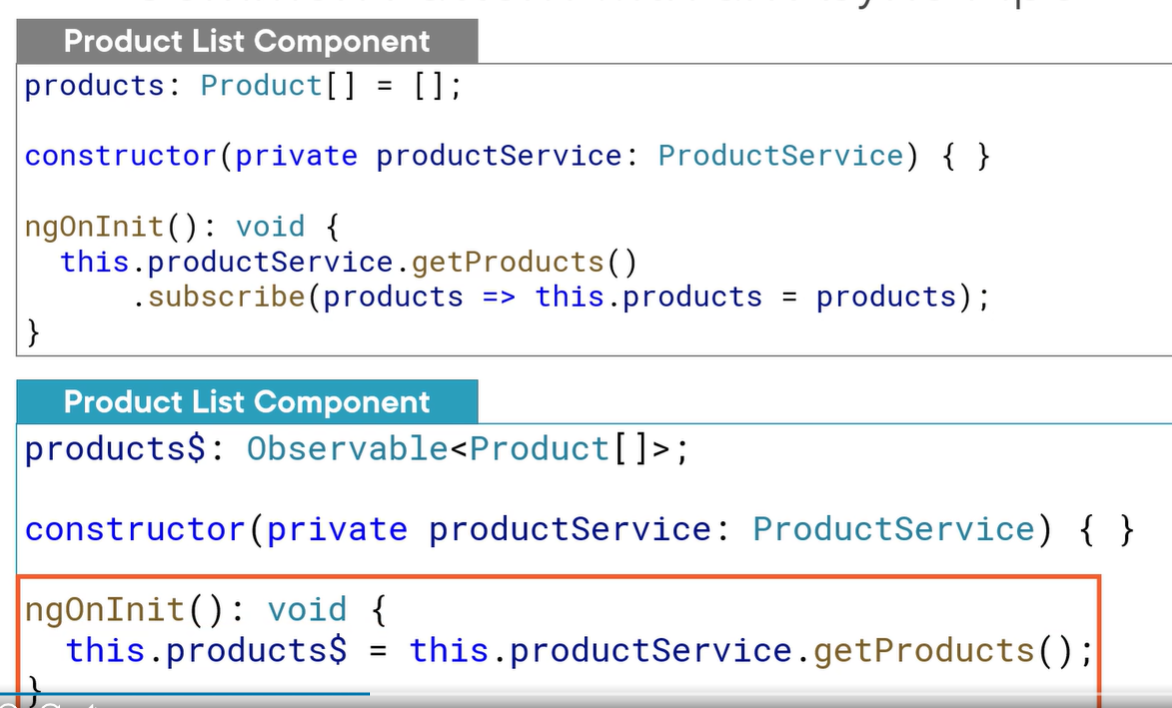 Product List Component
products: Product[] = [];
constructor(private productService: ProductService) { }
ngOnInit(): void {
this.productService.getProducts()
.subscribe(products => this.products = products);
}
Product List Component
products$: Observable<Product[]>;
constructor(private productService: ProductService) { }
ngOnInit(): void {
this.products$ = this.productService.getProducts();
}